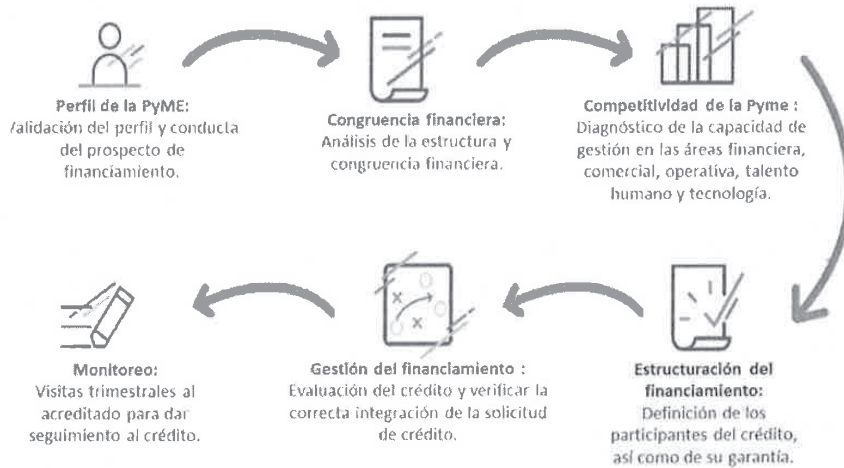 Perfil de la PyME:
Validación del perfil y conducta
del prospecto de
financiamiento.
Congruencia financiera:
Análisis de la estructura y
congruencia financiera.
Competitividad de la Pyme :
Diagnóstico de la capacidad de
gestión en las áreas financiera,
comercial, operativa, talento
humano y tecnología.
Estructuración del
financiamiento:
Definición de los
participantes del crédito,
así como de su garantía.
Gestión del financiamiento :
Evaluación del crédito y verificar la
correcta integración de la solicitud
de crédito.
Monitoreo:
Visitas trimestrales al
acreditado para dar
seguimiento al crédito.